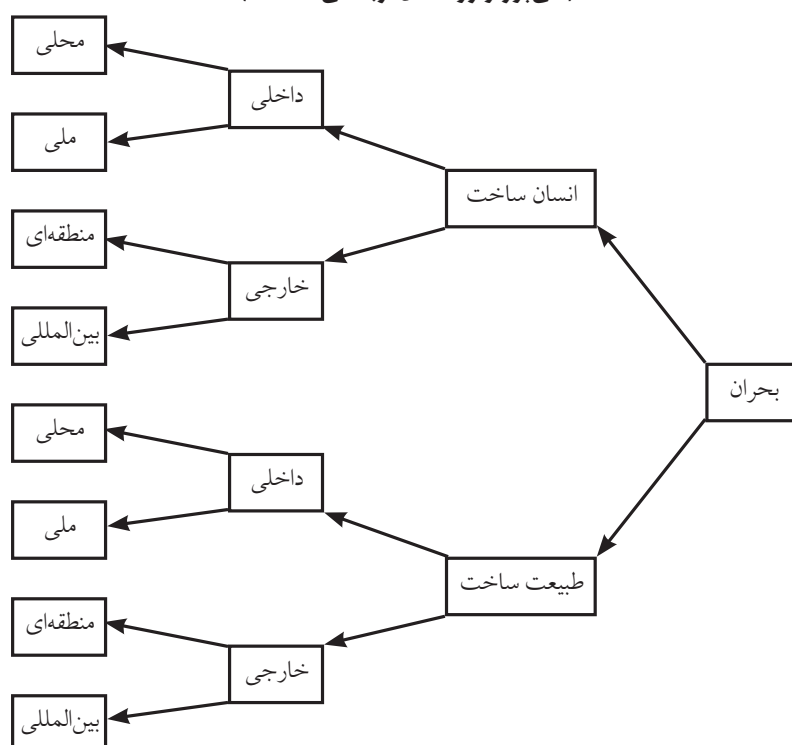 محلی
داخلی
ملی
انسان ساخت
منطقه‌ای
خارجی
بین‌المللی
بحران
محلی
داخلی
ملی
طبیعت ساخت
منطقه‌ای
خارجی
بین‌المللی